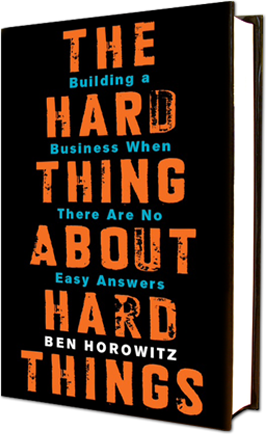 THE
Building a
HARD
Business When
THING
There Are No
ABOUT
Easy Answers
HARD
BEN HOROWITZ
THINGS